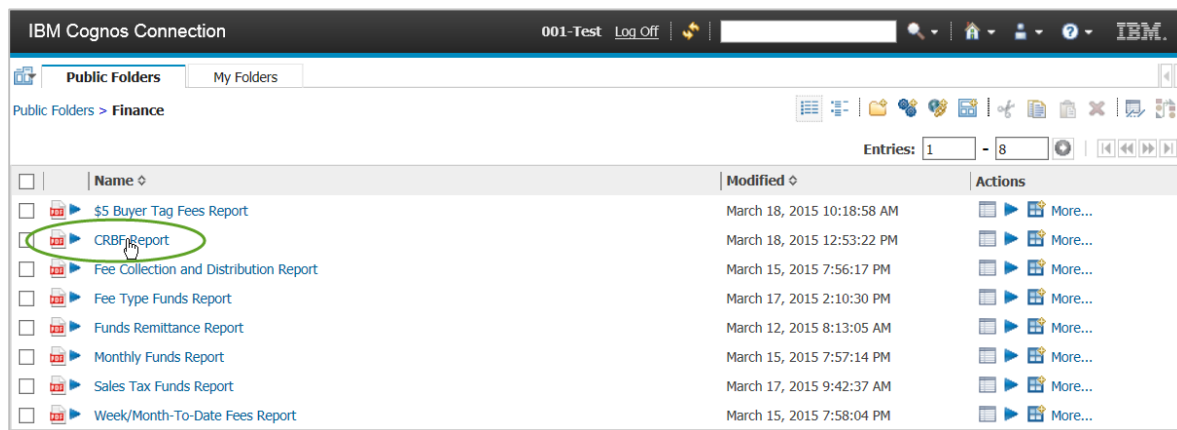 IBM Cognos Connection 001-Test Log Off IBM.
Public Folders My Folders
Public Folders > Finance
Entries: 1 - 8
Name Modified Actions
$5 Buyer Tag Fees Report March 18, 2015 10:18:58 AM More...
CRBF Report March 18, 2015 12:53:22 PM More...
Fee Collection and Distribution Report March 15, 2015 7:56:17 PM More...
Fee Type Funds Report March 17, 2015 2:10:30 PM More...
Funds Remittance Report March 12, 2015 8:13:05 AM More...
Monthly Funds Report March 15, 2015 7:57:14 PM More...
Sales Tax Funds Report March 17, 2015 9:42:37 AM More...
Week/Month-To-Date Fees Report March 15, 2015 7:58:04 PM More...